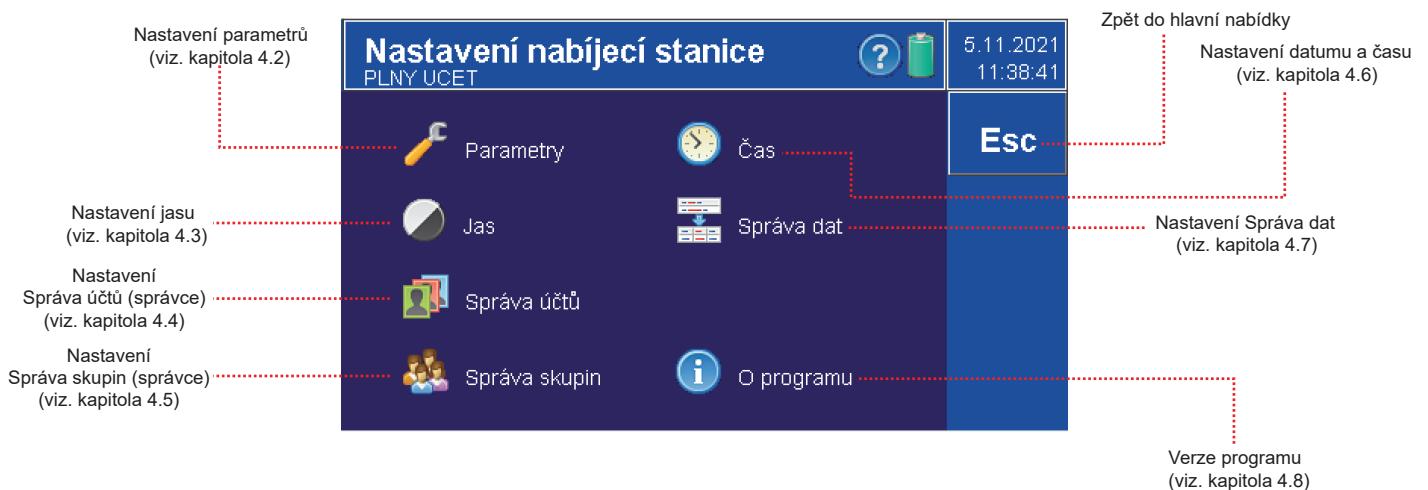 Nastavení parametrů
(viz. kapitola 4.2)
Nastavení nabíjecí stanice
PLNY UCET
?
5.11.2021
11:38:41
Zpět do hlavní nabídky
Nastavení datumu a času
(viz. kapitola 4.6)
Parametry
Čas
Esc
Nastavení jasu
(viz. kapitola 4.3)
Jas
Správa dat
Nastavení Správa dat
(viz. kapitola 4.7)
Nastavení
Správa účtů (správce)
(viz. kapitola 4.4)
Správa účtů
Nastavení
Správa skupin (správce)
(viz. kapitola 4.5)
Správa skupin
i
O programu
Verze programu
(viz. kapitola 4.8)